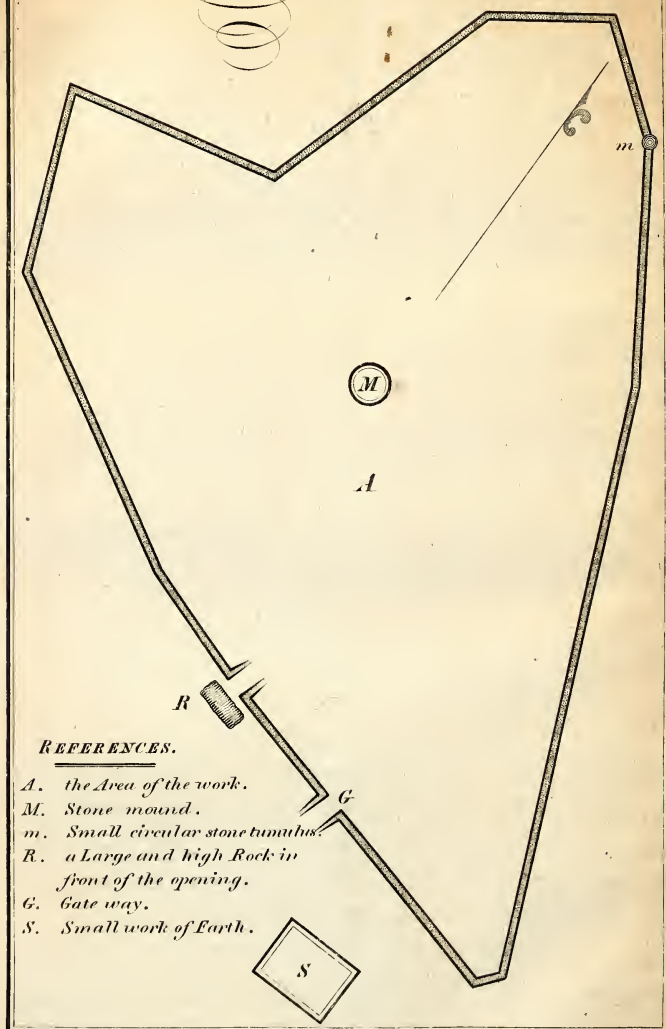 m
M
A
R
G
REFERENCES.
A. the Area of the work.
M. Stone mound.
m. Small circular stone tumulus.
R. a Large and high Rock in
front of the opening.
G. Gate way.
S. Small work of Earth.
S